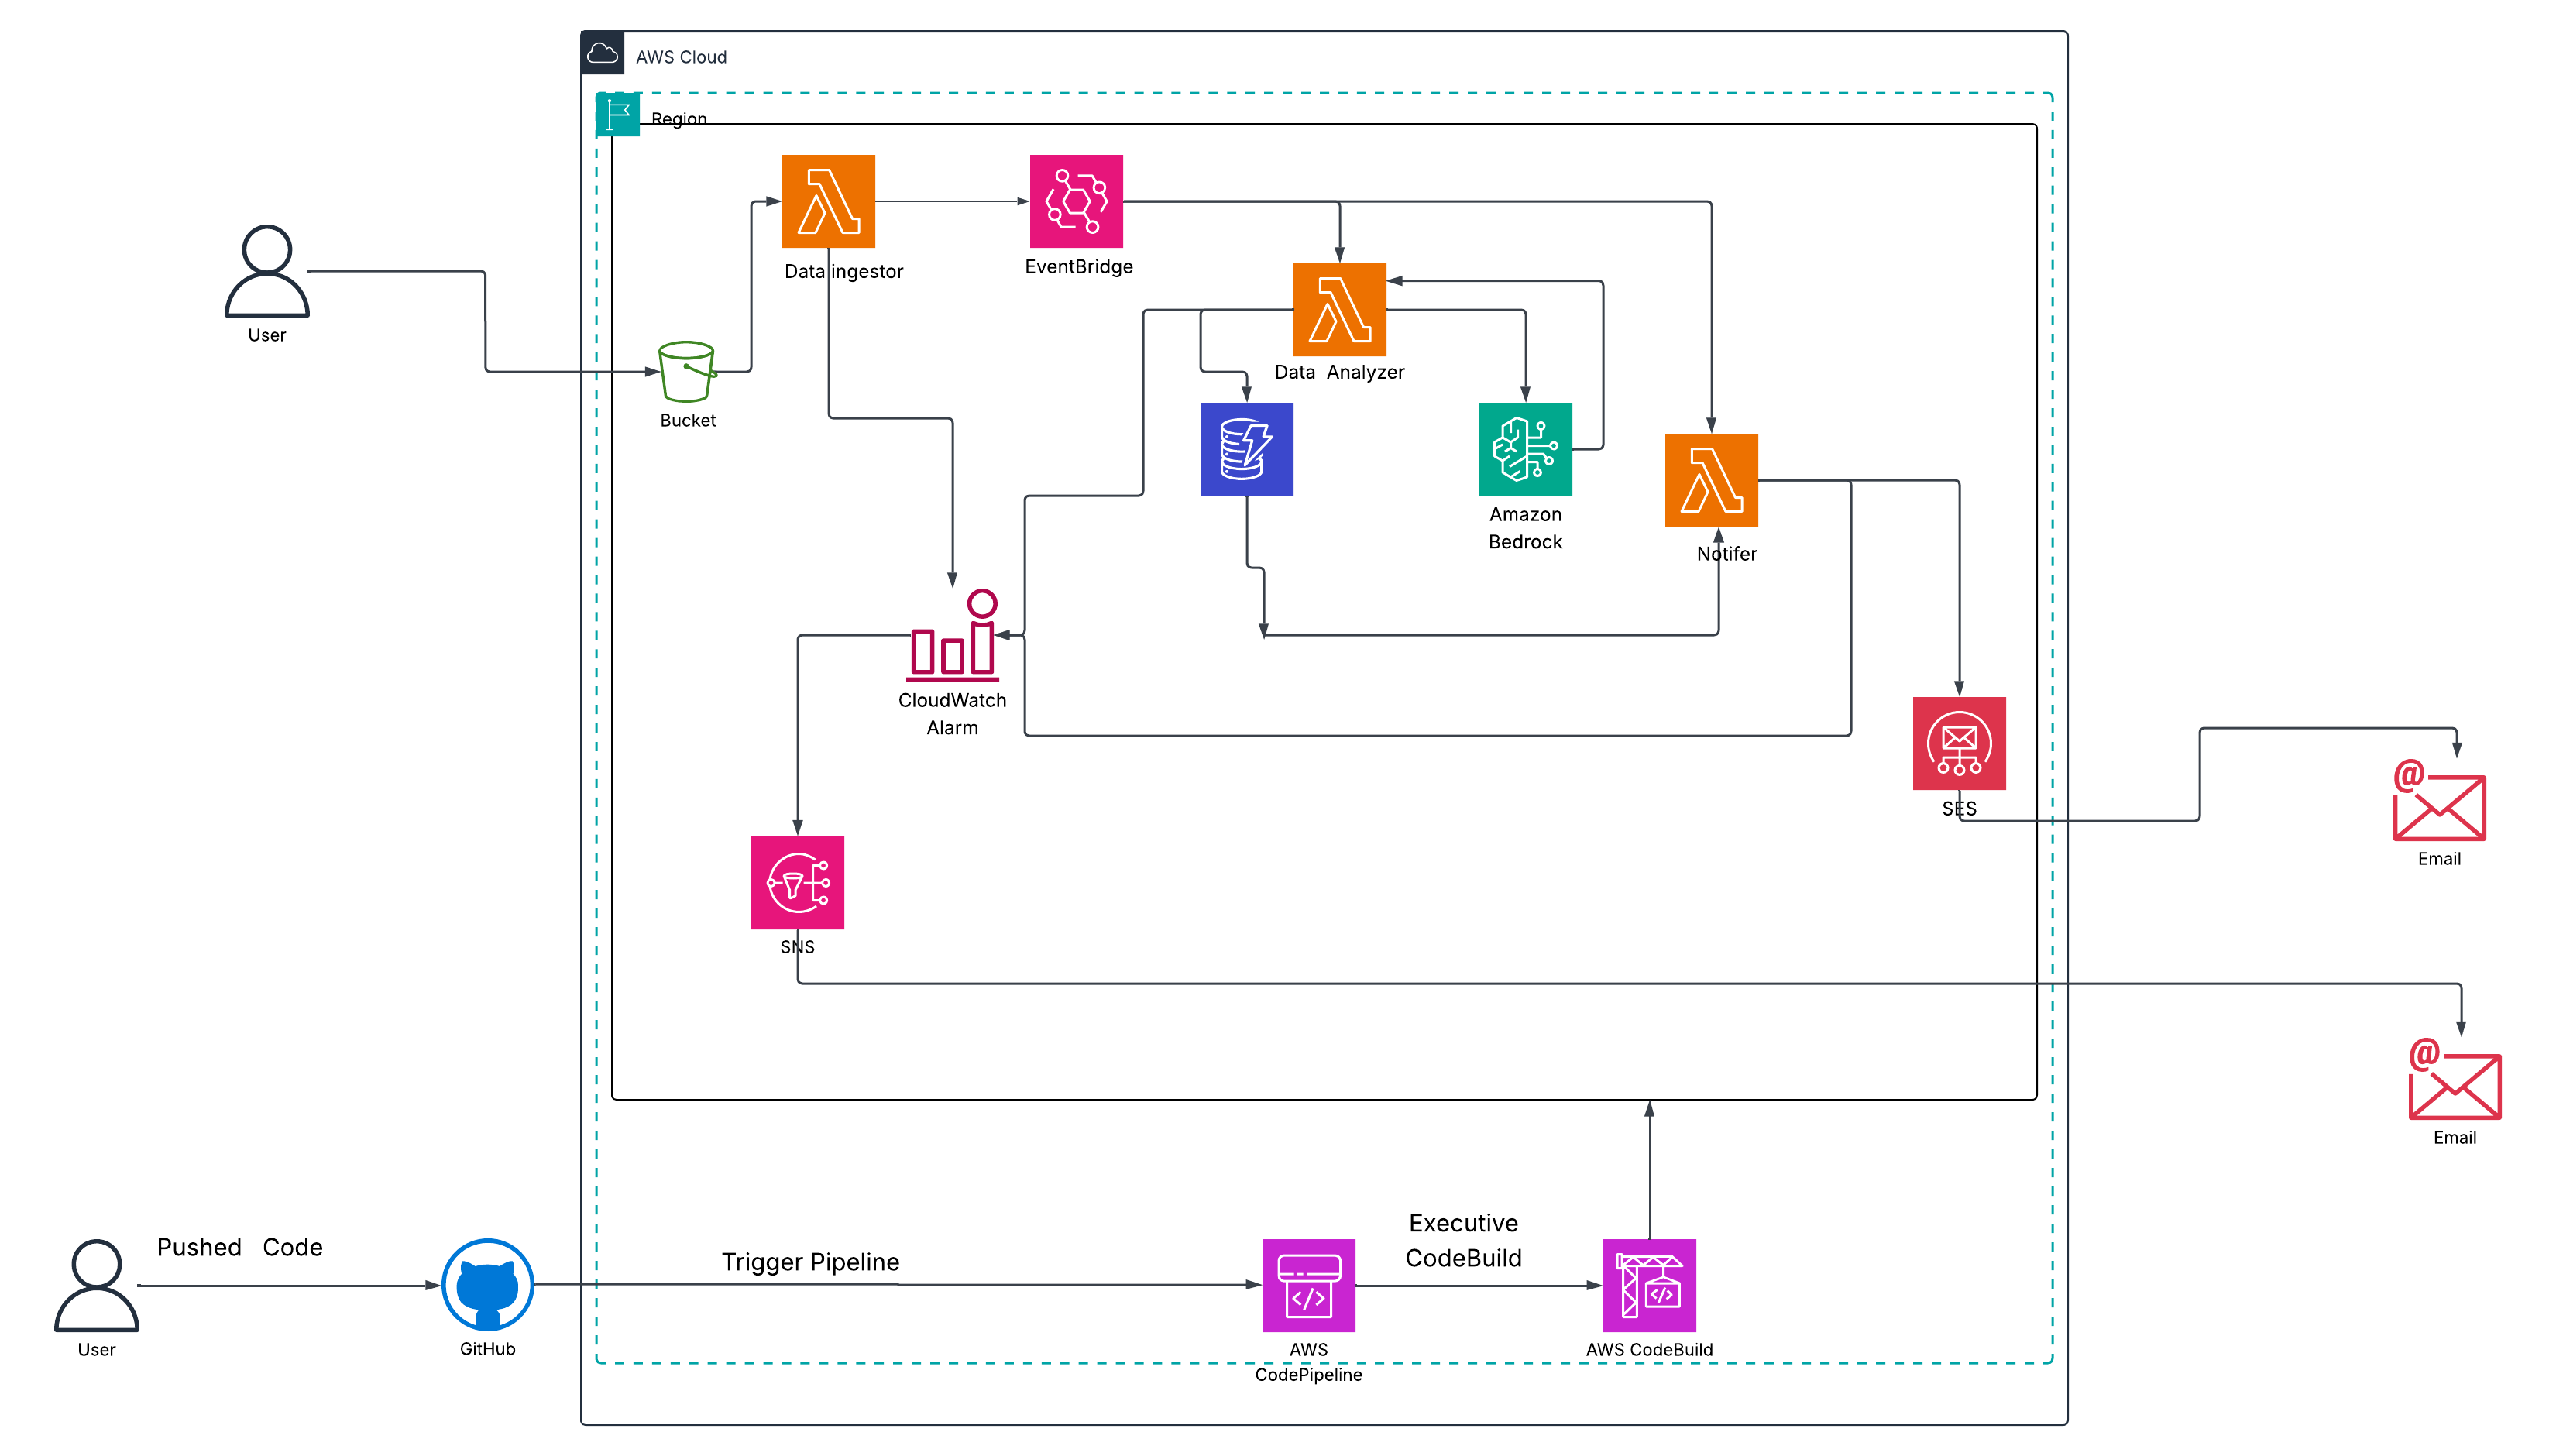 AWS Cloud
Region
Data ingestor
EventBridge
User
Data Analyzer
Bucket
Amazon
Bedrock
Notifer
CloudWatch
Alarm
SES
Email
SNS
Email
Pushed Code
Trigger Pipeline
Executive
CodeBuild
User
GitHub
AWS
CodePipeline
AWS CodeBuild